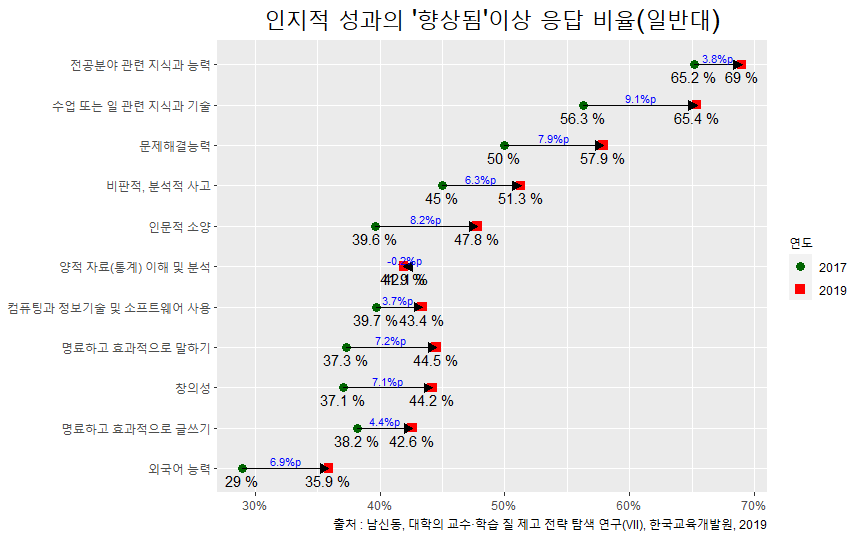 인지적 성과의 '향상됨'이상 응답 비율(일반대)
전공분야 관련 지식과 능력
3.8%p
65.2 %
69 %
수업 또는 일 관련 지식과 기술
9.1%p
56.3 %
65.4 %
문제해결능력
7.9%p
50 %
57.9 %
비판적, 분석적 사고
6.3%p
45 %
51.3 %
인문적 소양
8.2%p
39.6 %
47.8 %
양적 자료(통계) 이해 및 분석
-0.2%p
컴퓨팅과 정보기술 및 소프트웨어 사용
3.7%p
39.7 %
43.4 %
명료하고 효과적으로 말하기
7.2%p
37.3 %
44.5 %
창의성
7.1%p
37.1 %
44.2 %
명료하고 효과적으로 글쓰기
4.4%p
38.2 %
42.6 %
외국어 능력
6.9%p
29 %
35.9 %
30%
40%
50%
60%
70%
연도
2017
2019
출처 : 남신동, 대학의 교수·학습 질 제고 전략 탐색 연구(VII), 한국교육개발원, 2019